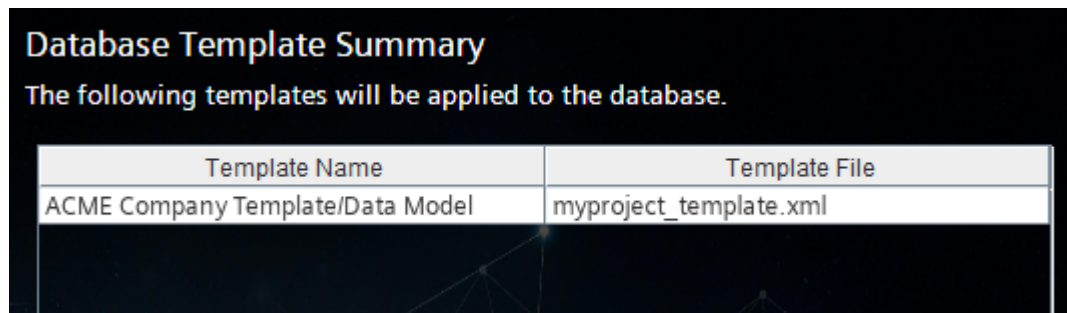 Database Template Summary
The following templates will be applied to the database.
Template Name Template File
ACME Company Template/Data Model myproject_template.xml